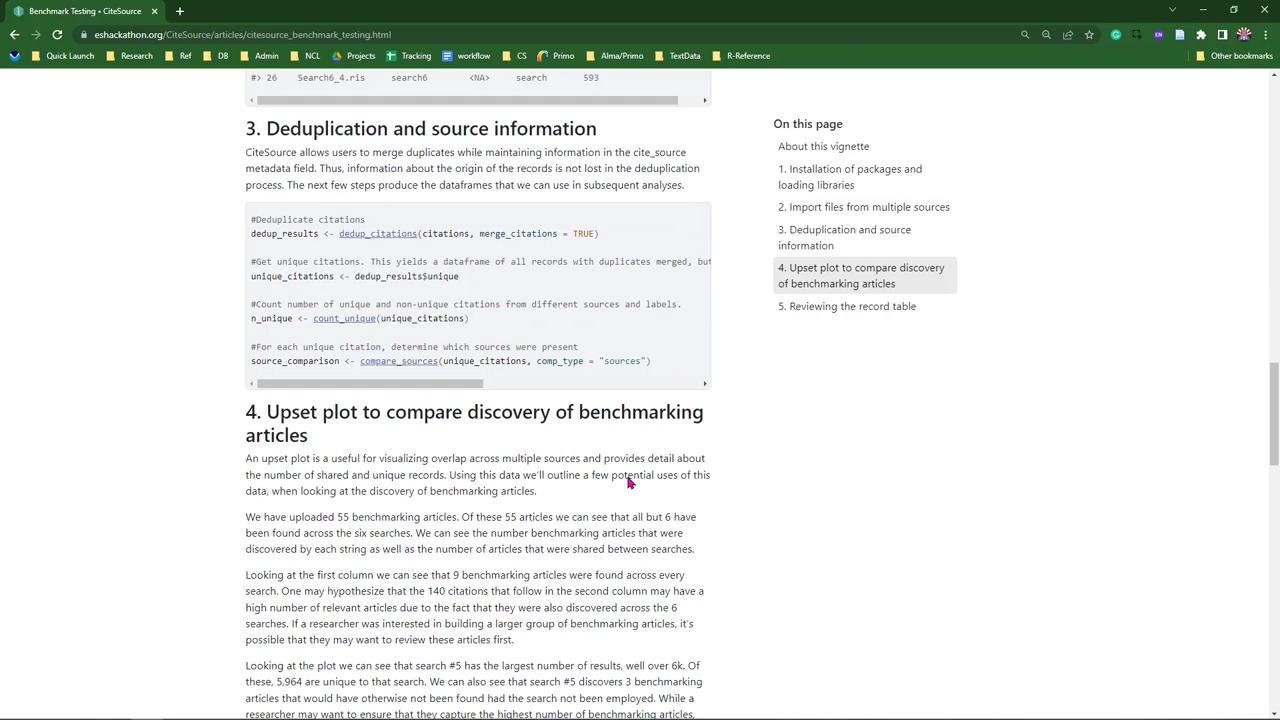 Benchmark Testing • CiteSource
eshackathon.org/CiteSource/articles/citesource_benchmark_testing.html
Quick Launch Research Ref DB Admin NCL Projects Tracking workflow CS Primo Alma/Primo TextData R-Reference Other bookmarks
#> 26 Search6_4.ris search6 <NA> search 593
3. Deduplication and source information
CiteSource allows users to merge duplicates while maintaining information in the cite_source
metadata field. Thus, information about the origin of the records is not lost in the deduplication
process. The next few steps produce the dataframes that we can use in subsequent analyses.
#Deduplicate citations
dedup_results <- dedup_citations(citations, merge_citations = TRUE)
#Get unique citations. This yields a dataframe of all records with duplicates merged, but
unique_citations <- dedup_results$unique
#Count number of unique and non-unique citations from different sources and labels.
n_unique <- count_unique(unique_citations)
#For each unique citation, determine which sources were present
source_comparison <- compare_sources(unique_citations, comp_type = "sources")
4. Upset plot to compare discovery of benchmarking
articles
An upset plot is a useful for visualizing overlap across multiple sources and provides detail about
the number of shared and unique records. Using this data we'll outline a few potential uses of this
data, when looking at the discovery of benchmarking articles.
We have uploaded 55 benchmarking articles. Of these 55 articles we can see that all but 6 have
been found across the six searches. We can see the number benchmarking articles that were
discovered by each string as well as the number of articles that were shared between searches.
Looking at the first column we can see that 9 benchmarking articles were found across every
search. One may hypothesize that the 140 citations that follow in the second column may have a
high number of relevant articles due to the fact that they were also discovered across the 6
searches. If a researcher was interested in building a larger group of benchmarking articles, it's
possible that they may want to review these articles first.
Looking at the plot we can see that search #5 has the largest number of results, well over 6k. Of
these, 5,964 are unique to that search. We can also see that search #5 discovers 3 benchmarking
articles that would have otherwise not been found had the search not been employed. While a
researcher may want to ensure that they capture the highest number of benchmarking articles,
On this page
About this vignette
1. Installation of packages and
loading libraries
2. Import files from multiple sources
3. Deduplication and source
information
4. Upset plot to compare discovery
of benchmarking articles
5. Reviewing the record table